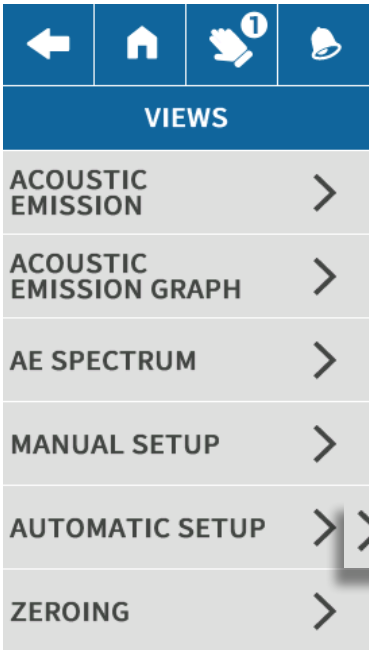 1
VIEWS
ACOUSTIC
EMISSION
ACOUSTIC
EMISSION GRAPH
AE SPECTRUM
MANUAL SETUP
AUTOMATIC SETUP
ZEROING